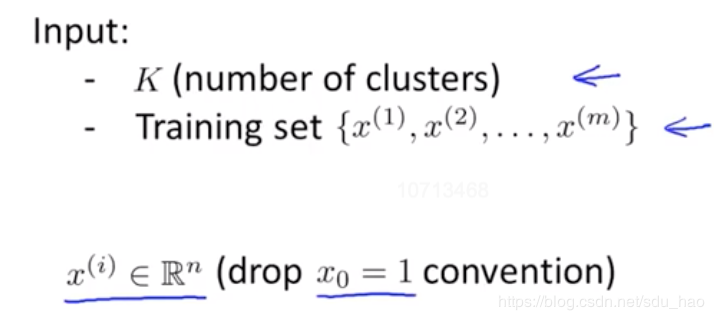 Input:
- K (number of clusters)
- Training set {x^{(1)}, x^{(2)}, . . . , x^{(m)}}
10713468
x^{(i)} ∈ ℝ^n (drop x_0 = 1 convention)
https://blog.csdn.net/sdu_hao